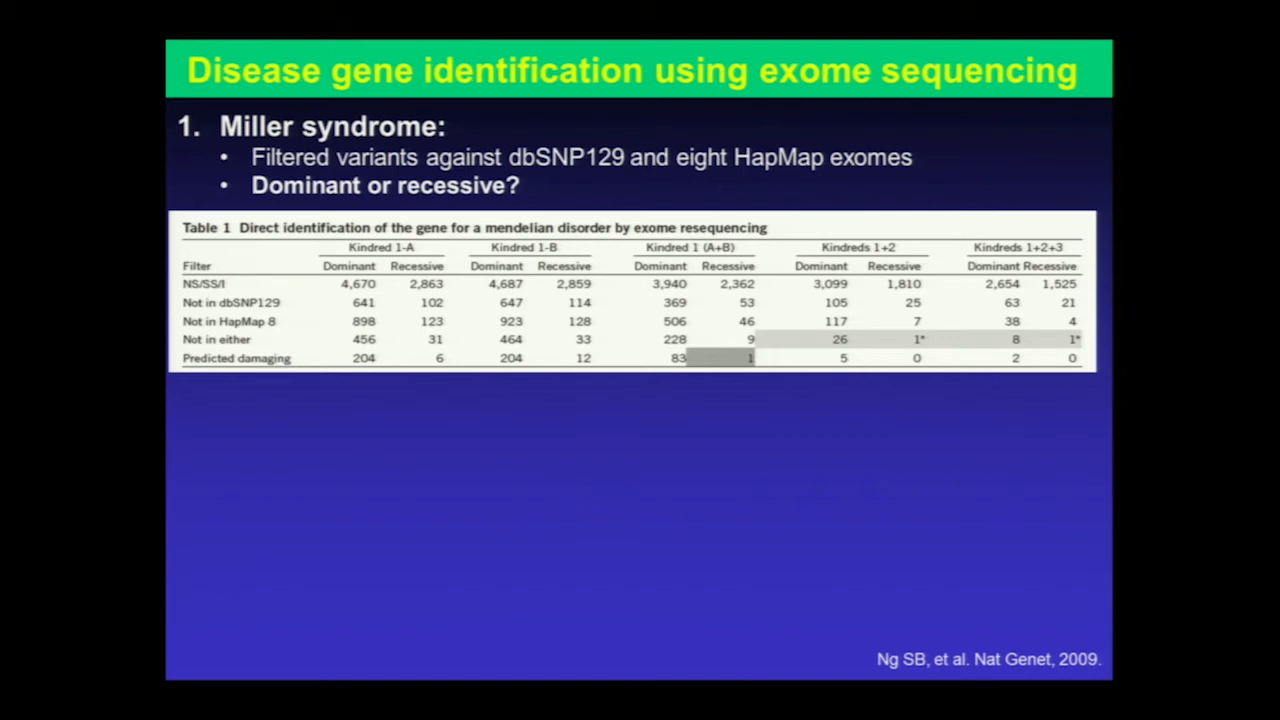 Disease gene identification using exome sequencing
1. Miller syndrome:
• Filtered variants against dbSNP129 and eight HapMap exomes
• Dominant or recessive?
Table 1 Direct identification of the gene for a mendelian disorder by exome resequencing
Kindred 1-A Kindred 1-B Kindred 1 (A+B) Kindreds 1+2 Kindreds 1+2+3
Filter Dominant Recessive Dominant Recessive Dominant Recessive Dominant Recessive Dominant Recessive
NS/SS/I 4,670 2,863 4,687 2,859 3,940 2,362 3,099 1,810 2,654 1,525
Not in dbSNP129 641 102 647 114 369 53 105 25 63 21
Not in HapMap 8 898 123 923 128 506 46 117 7 38 4
Not in either 456 31 464 33 228 9 26 1* 8 1*
Predicted damaging 204 6 204 12 83 1 5 0 2 0
Ng SB, et al. Nat Genet, 2009.